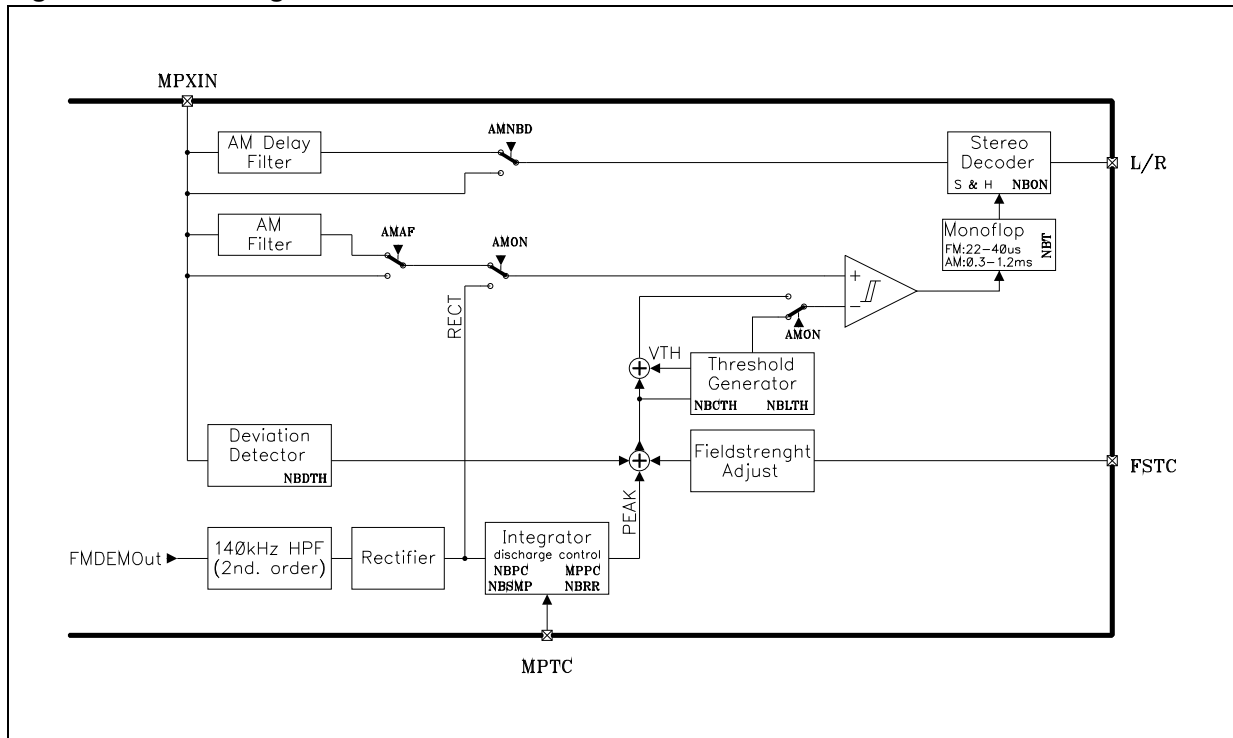 MPXIN
AM Delay
Filter
AMNBD
Stereo
Decoder
S & H NBON
L/R
AM
Filter
AMAF
AMON
Monoflop
FM:22-40us
AM:0.3-1.2ms
NBT
+
−
RECT
AMON
VTH
Threshold
Generator
NBCTH NBLTH
Deviation
Detector
NBDTH
Fieldstrenght
Adjust
FSTC
PEAK
FMDEMOut
140kHz HPF
(2nd. order)
Rectifier
Integrator
discharge control
NBPC MPPC
NBSMP NBRR
MPTC